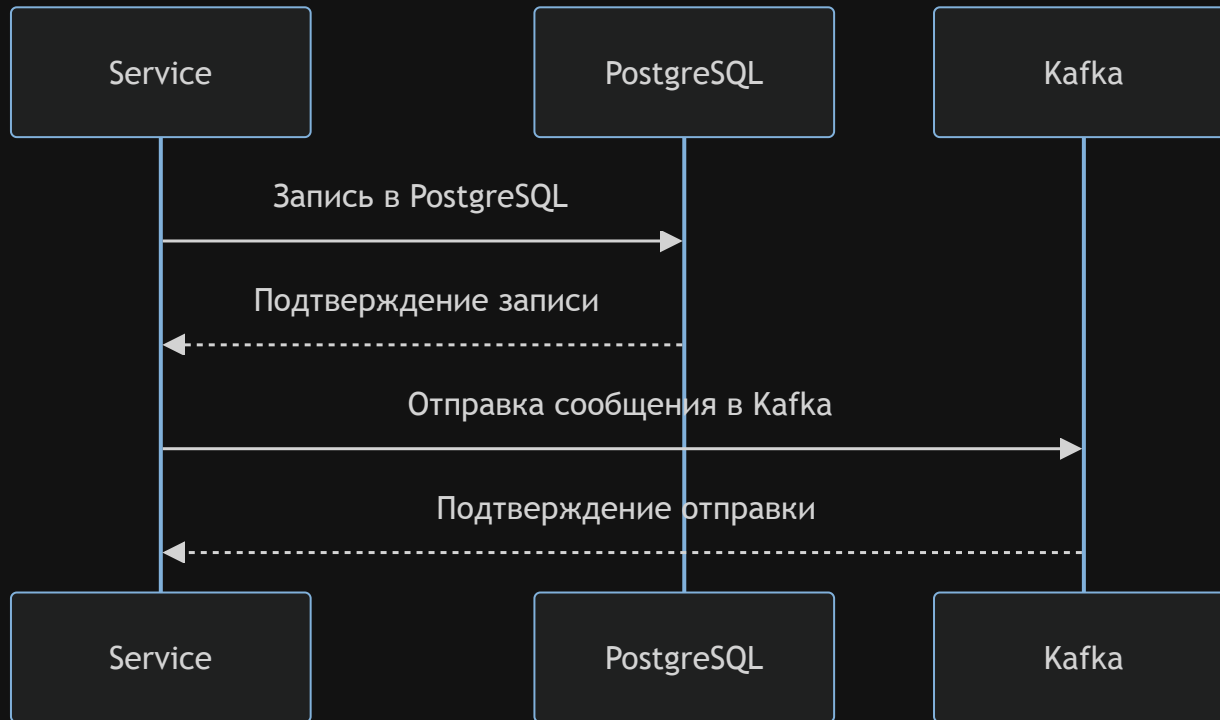 Service
PostgreSQL
Kafka
Запись в PostgreSQL
Подтверждение записи
Отправка сообщения в Kafka
Подтверждение отправки
Service
PostgreSQL
Kafka